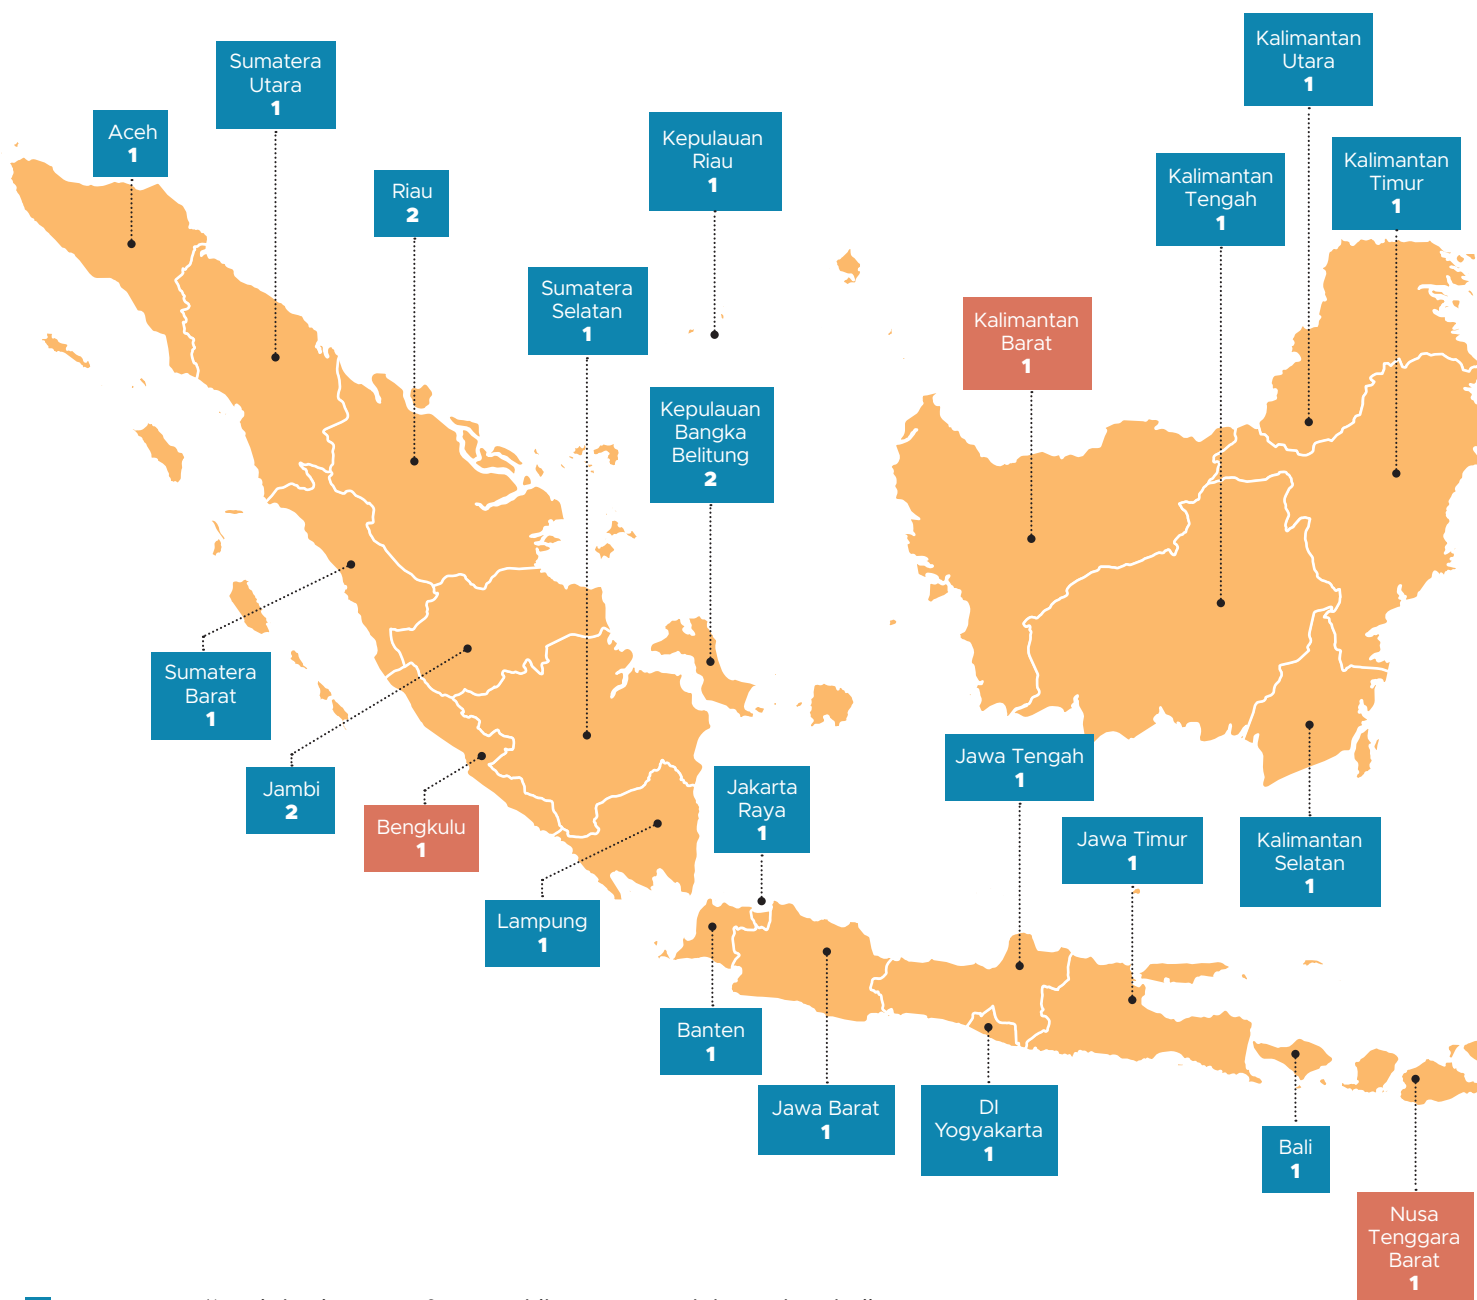 Kalimantan
Utara
1
Sumatera
Utara
1
Aceh
1
Kepulauan
Riau
1
Kalimantan
Timur
1
Kalimantan
Tengah
1
Riau
2
Sumatera
Selatan
1
Kalimantan
Barat
1
Kepulauan
Bangka
Belitung
2
Sumatera
Barat
1
Jawa Tengah
1
Jambi
2
Jakarta
Raya
1
Bengkulu
1
Jawa Timur
1
Kalimantan
Selatan
1
Lampung
1
Banten
1
Jawa Barat
1
DI
Yogyakarta
1
Bali
1
Nusa
Tenggara
Barat
1